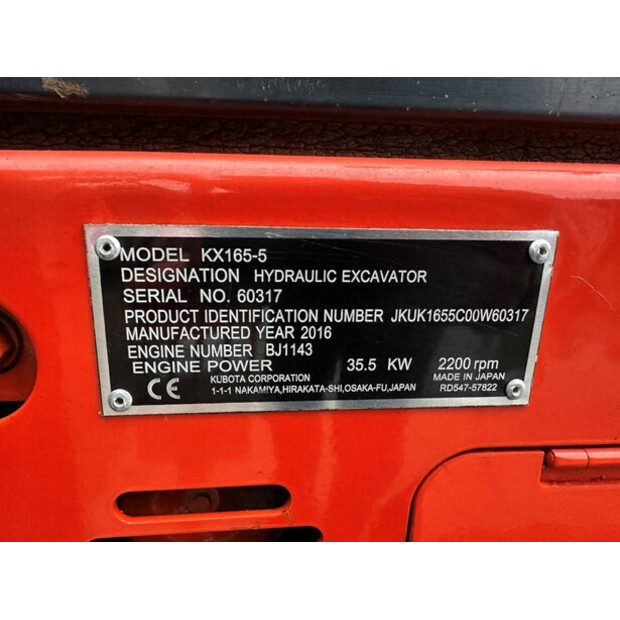 MODEL KX165-5
DESIGNATION HYDRAULIC EXCAVATOR
SERIAL NO. 60317
PRODUCT IDENTIFICATION NUMBER JKUK1655C00W60317
MANUFACTURED YEAR 2016
ENGINE NUMBER BJ1143
ENGINE POWER 35.5 KW 2200 rpm
CE KUBOTA CORPORATION MADE IN JAPAN
1-1-1 NAKAMIYA,HIRAKATA-SHI,OSAKA-FU,JAPAN RD547-57822